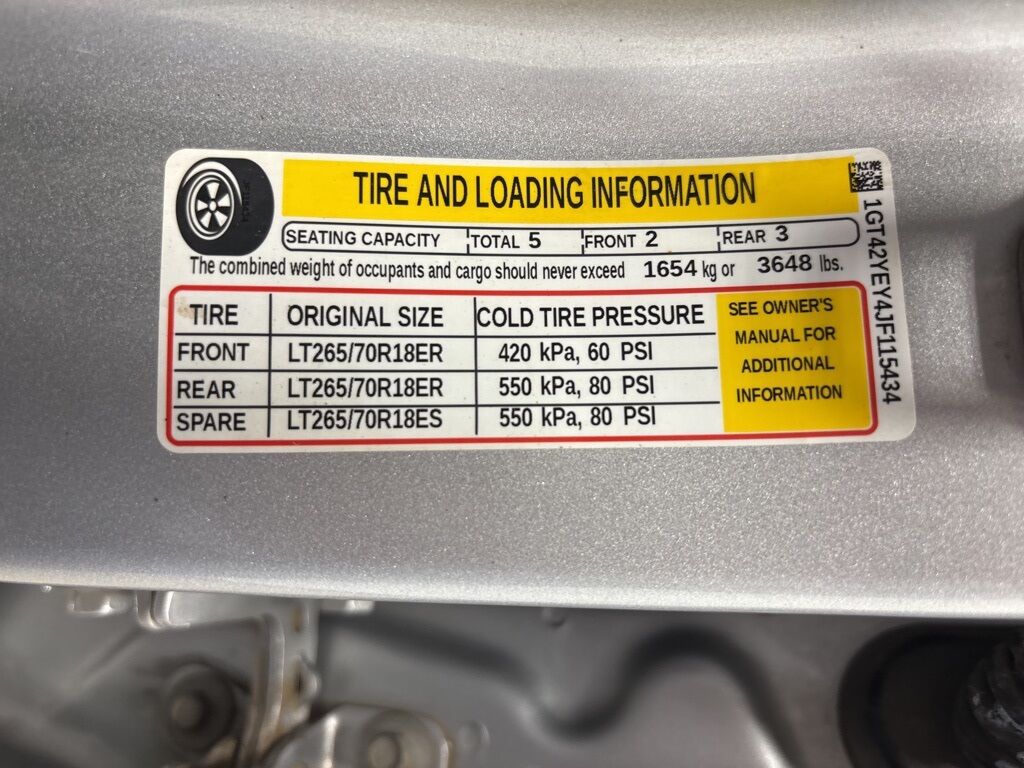 TIRE AND LOADING INFORMATION
SEATING CAPACITY TOTAL 5 FRONT 2 REAR 3
The combined weight of occupants and cargo should never exceed 1654 kg or 3648 lbs.
TIRE ORIGINAL SIZE COLD TIRE PRESSURE
FRONT LT265/70R18ER 420 kPa, 60 PSI
REAR LT265/70R18ER 550 kPa, 80 PSI
SPARE LT265/70R18ES 550 kPa, 80 PSI
SEE OWNER'S
MANUAL FOR
ADDITIONAL
INFORMATION
1GT42YEY4JF115434